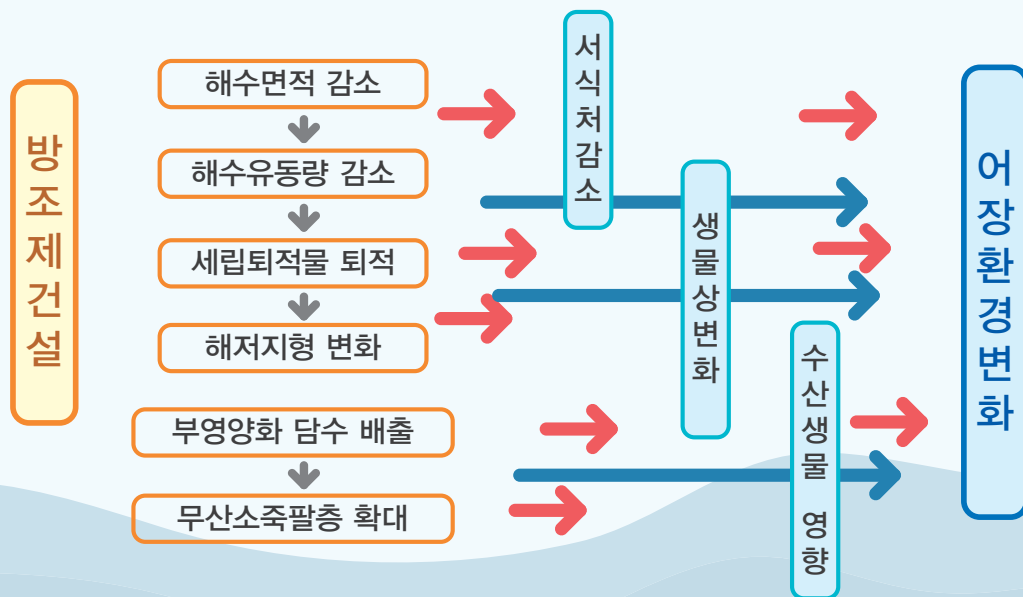 방조제건설
해수면적 감소
해수유동량 감소
세립퇴적물 퇴적
해저지형 변화
부영양화 담수 배출
무산소죽팔층 확대
서식처감소
생물상변화
수산생물 영향
어장환경변화